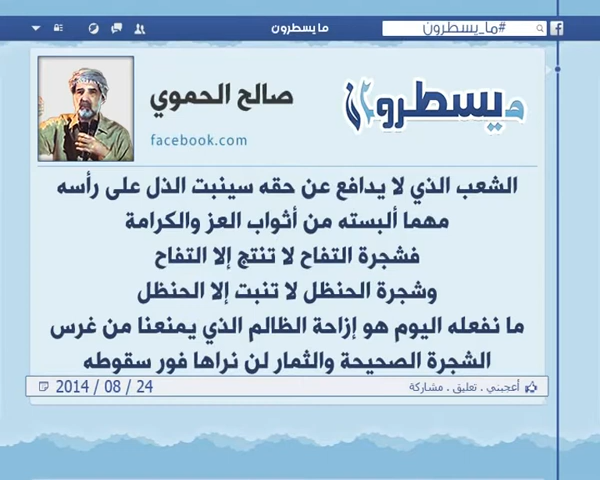 ما يسطرون
#ما_يسطرون
صالح الحموي
ما يسطرون
facebook.com
الشعب الذي لا يدافع عن حقه سينبت الذل على رأسه
مهما ألبسته من أثواب العز والكرامة
فشجرة التفاح لا تنتج إلا التفاح
وشجرة الحنظل لا تنبت إلا الحنظل
ما نفعله اليوم هو إزاحة الظالم الذي يمنعنا من غرس
الشجرة الصحيحة والثمار لن نراها فور سقوطه
أعجبني . تعليق . مشاركة
2014 / 08 / 24